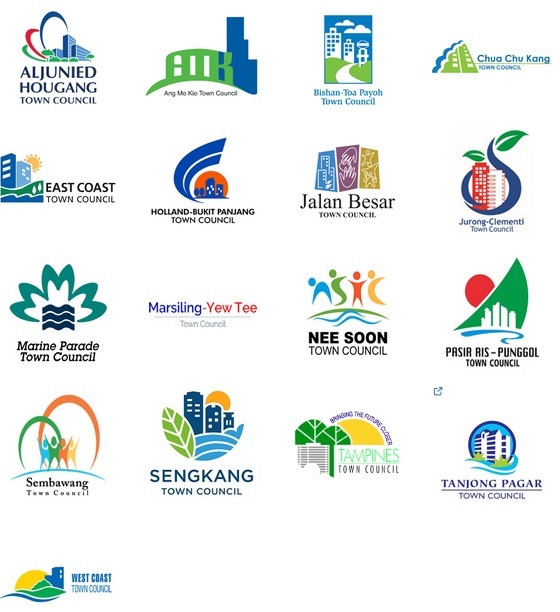 ALJUNIED
HOUGANG
TOWN COUNCIL
AMK
Ang Mo Kio Town Council
Bishan-Toa Payoh
Town Council
Chua Chu Kang
TOWN COUNCIL
EAST COAST
TOWN COUNCIL
HOLLAND-BUKIT PANJANG
TOWN COUNCIL
Jalan Besar
TOWN COUNCIL
Jurong-Clementi
Town Council
Marine Parade
Town Council
Marsiling-Yew Tee
Town Council
NSTC
NEE SOON
TOWN COUNCIL
PASIR RIS - PUNGGOL
TOWN COUNCIL
Sembawang
Town Council
SENGKANG
TOWN COUNCIL
BRINGING THE FUTURE CLOSER
TAMPINES
TOWN COUNCIL
TANJONG PAGAR
TOWN COUNCIL
WEST COAST
TOWN COUNCIL